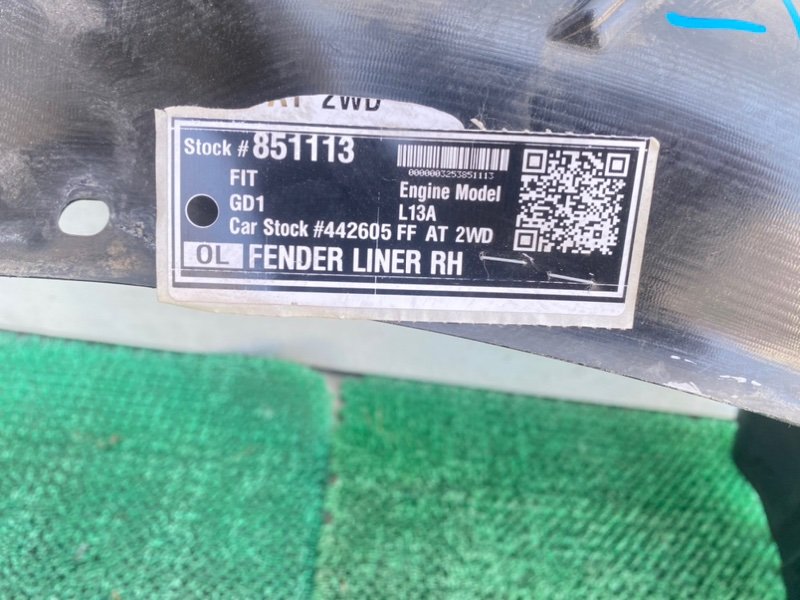 AT 2WD
Stock # 851113
0000003253851113
FIT
Engine Model
GD1
L13A
Car Stock #442605 FF AT 2WD
OL FENDER LINER RH